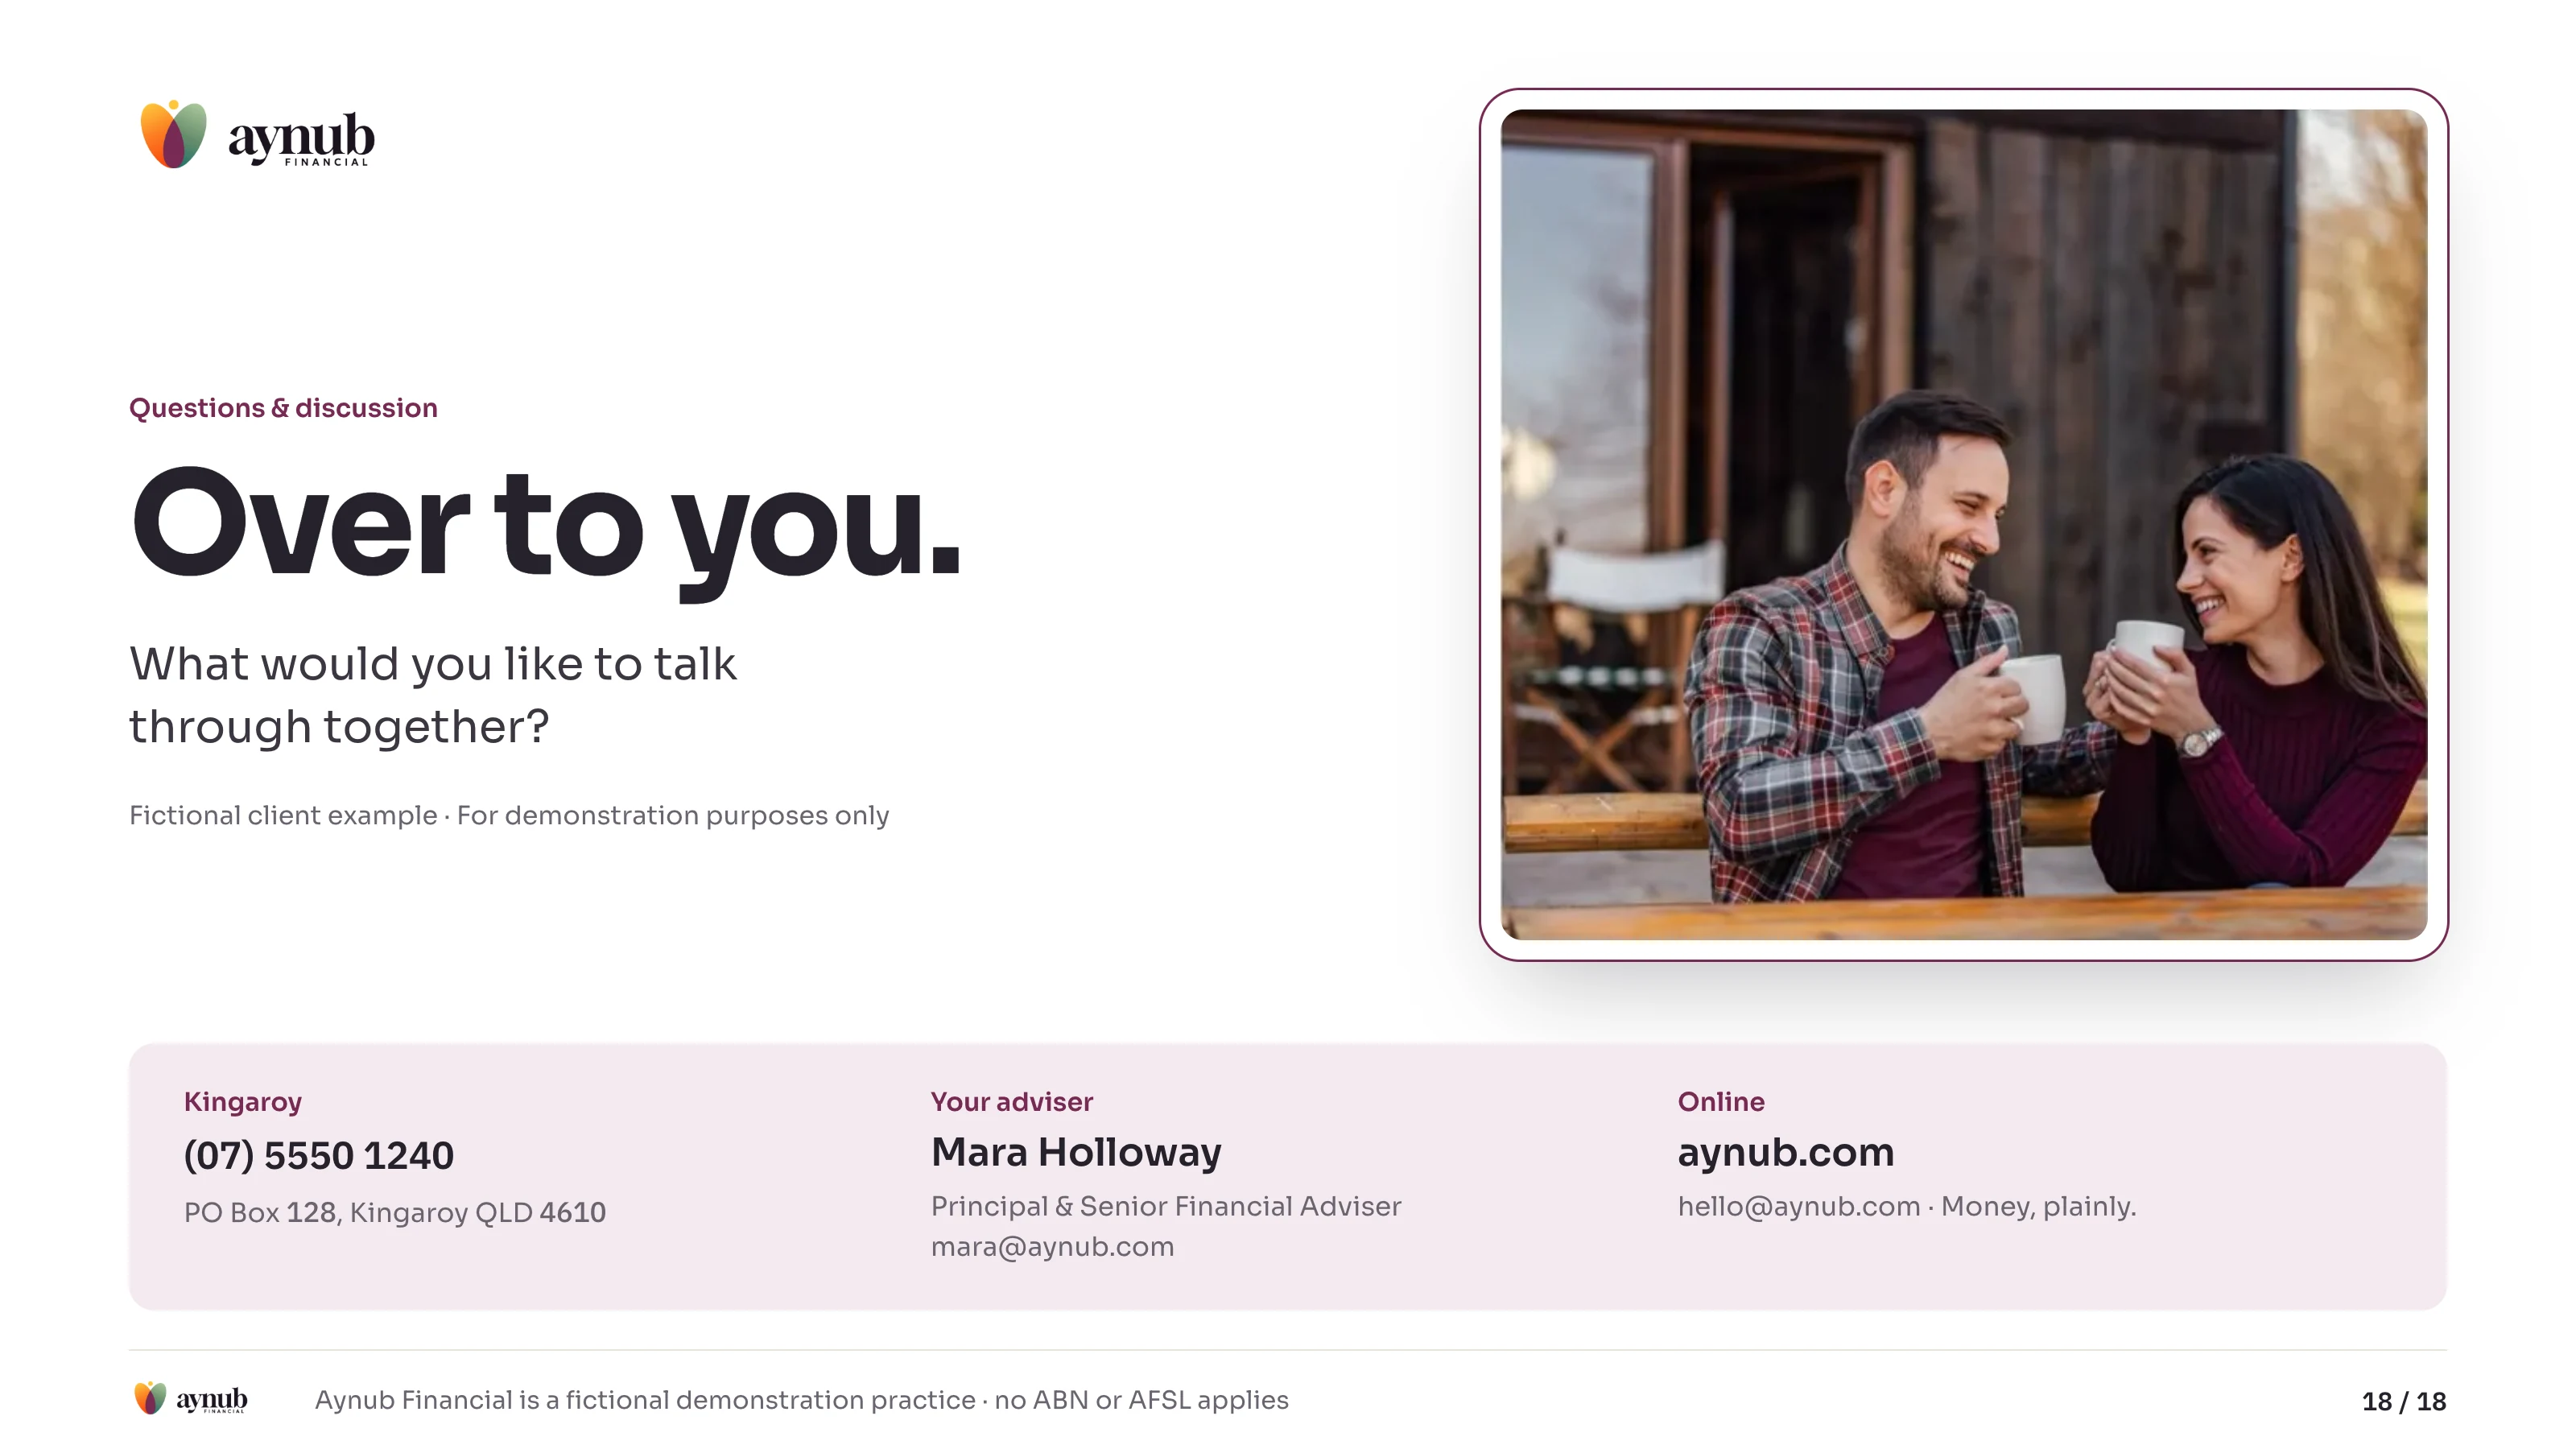 aynub
FINANCIAL
Questions & discussion
Over to you.
What would you like to talk
through together?
Fictional client example · For demonstration purposes only
Kingaroy
(07) 5550 1240
PO Box 128, Kingaroy QLD 4610
Your adviser
Mara Holloway
Principal & Senior Financial Adviser
mara@aynub.com
Online
aynub.com
hello@aynub.com · Money, plainly.
aynub
FINANCIAL
Aynub Financial is a fictional demonstration practice · no ABN or AFSL applies
18 / 18